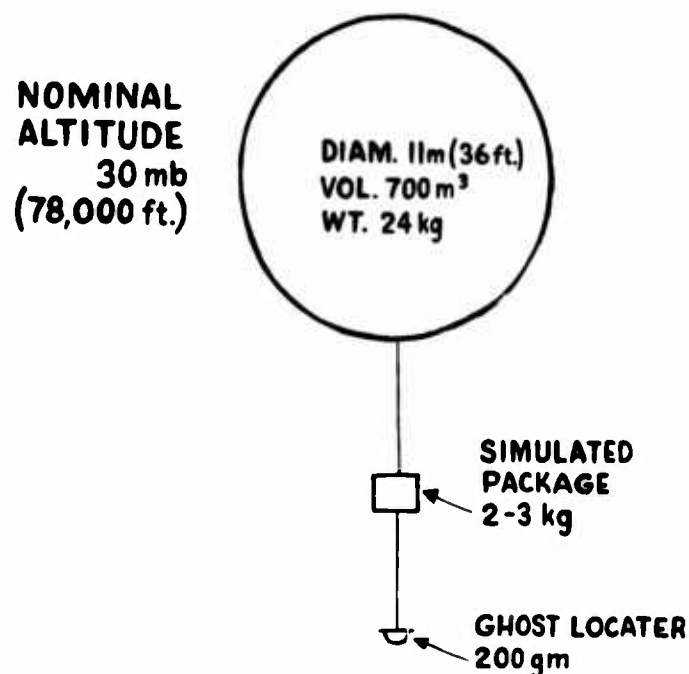 NOMINAL
ALTITUDE
30 mb
(78,000 ft.)
DIAM. 11m (36 ft.)
VOL. 700 m³
WT. 24 kg
SIMULATED
PACKAGE
2-3 kg
GHOST LOCATER
200 gm